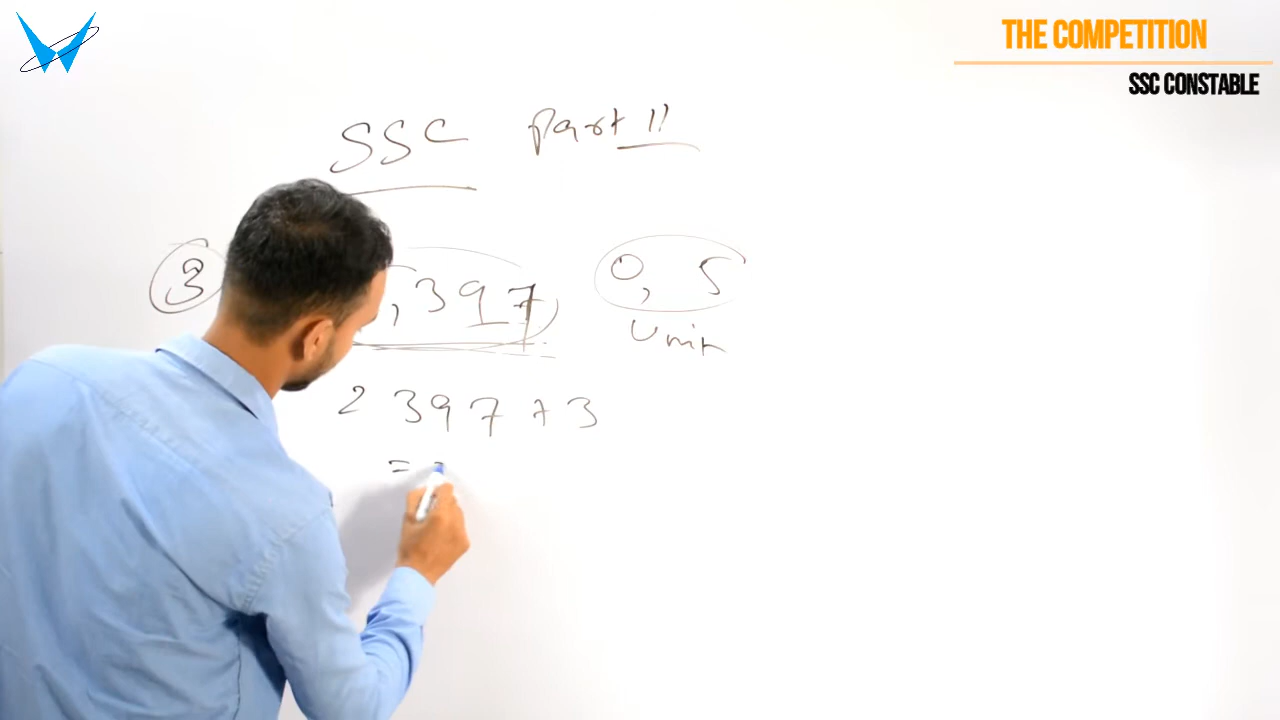 THE COMPETITION
SSC CONSTABLE
SSC Part 11
3 ,397, 0, 5
Unit
2397+3
=